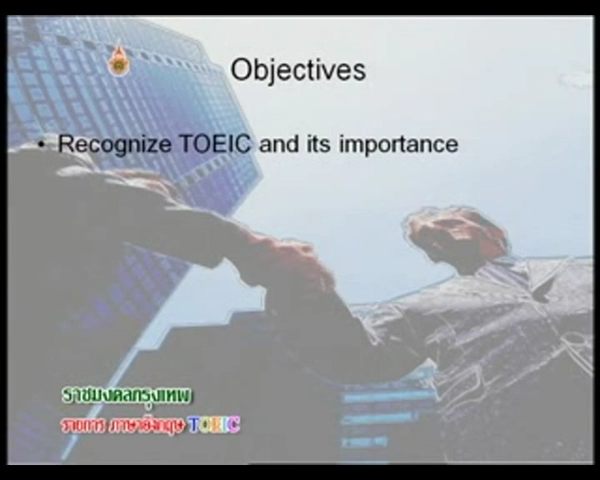 Objectives
• Recognize TOEIC and its importance
ราชมงคลกรุงเทพ
รายการ ภาษาอังกฤษ TOEIC